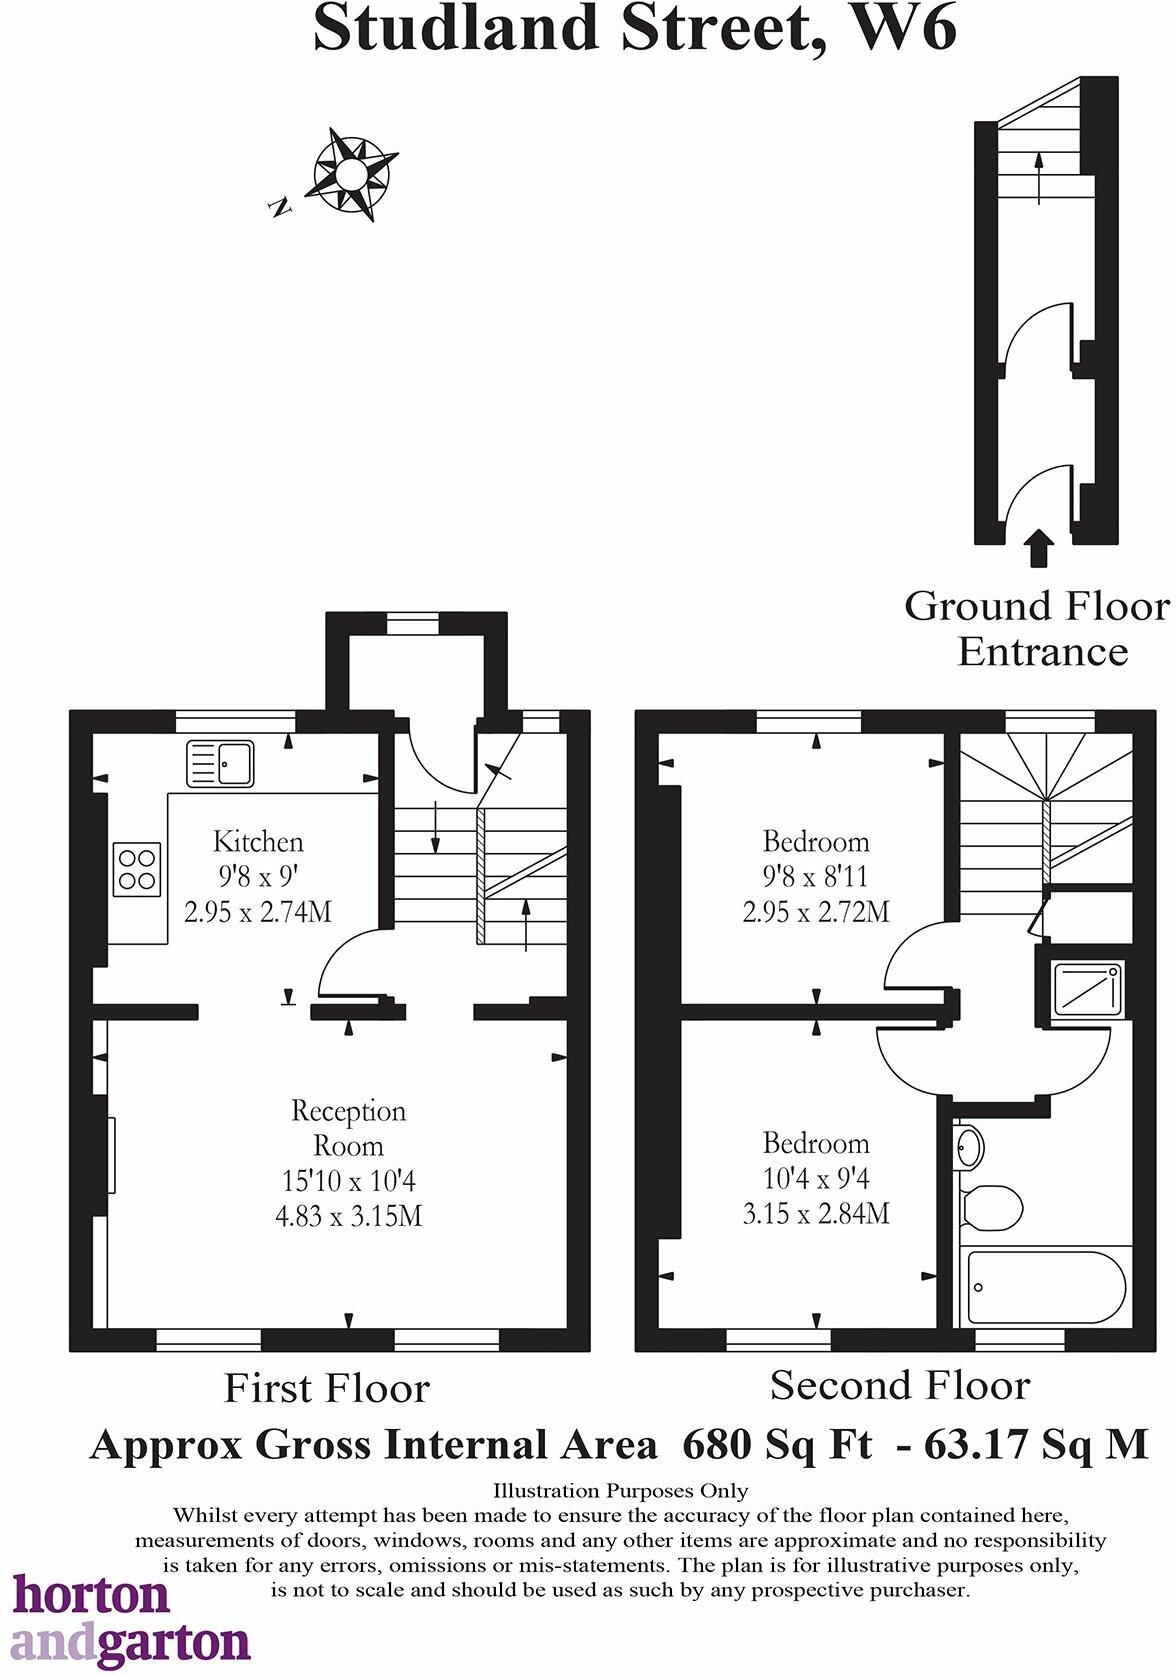 Studland Street, W6
N
Ground Floor
Entrance
Kitchen
9'8 x 9'
2.95 x 2.74M
Reception
Room
15'10 x 10'4
4.83 x 3.15M
First Floor
Bedroom
9'8 x 8'11
2.95 x 2.72M
Bedroom
10'4 x 9'4
3.15 x 2.84M
Second Floor
Approx Gross Internal Area 680 Sq Ft - 63.17 Sq M
Illustration Purposes Only
Whilst every attempt has been made to ensure the accuracy of the floor plan contained here,
measurements of doors, windows, rooms and any other items are approximate and no responsibility
is taken for any errors, omissions or mis-statements. The plan is for illustrative purposes only,
is not to scale and should be used as such by any prospective purchaser.
horton
andgarton